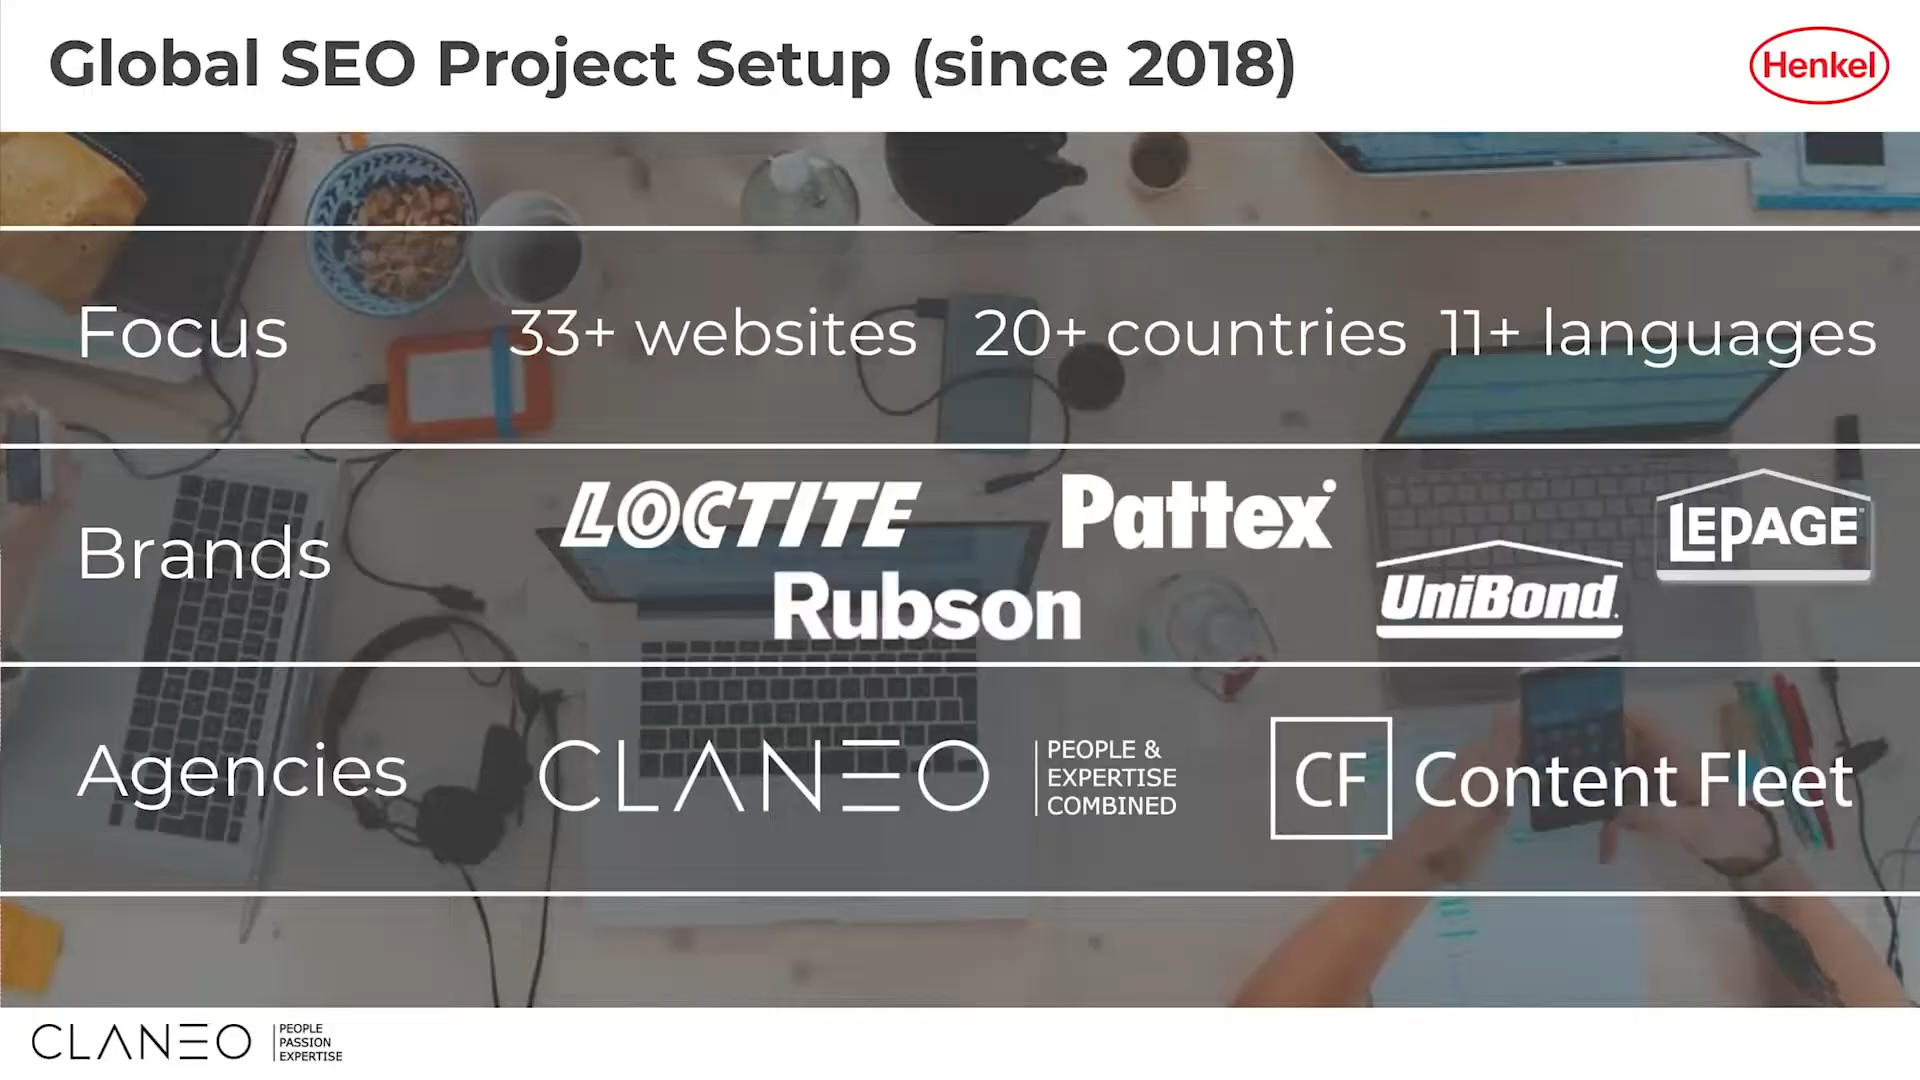 Global SEO Project Setup (since 2018)
Henkel
Focus
33+ websites
20+ countries
11+ languages
Brands
LOCTITE
Pattex
LEPAGE
Rubson
UniBond.
Agencies
CLANEO
PEOPLE &
EXPERTISE
COMBINED
CF
Content Fleet
CLANEO
PEOPLE
PASSION
EXPERTISE